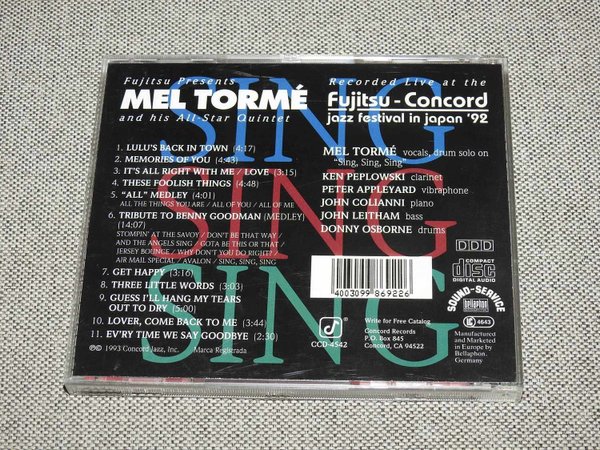 SING
SING
SING
Fujitsu Presents
MEL TORMÉ
and his All-Star Quintet
1. LULU'S BACK IN TOWN (4:17)
2. MEMORIES OF YOU (4:43)
3. IT'S ALL RIGHT WITH ME / LOVE (3:15)
4. THESE FOOLISH THINGS (4:48)
5. "ALL" MEDLEY (4:01)
ALL THE THINGS YOU ARE / ALL OF YOU / ALL OF ME
6. TRIBUTE TO BENNY GOODMAN (MEDLEY)
(14:07)
STOMPIN' AT THE SAVOY / DON'T BE THAT WAY /
AND THE ANGELS SING / GOTA BE THIS OR THAT /
JERSEY BOUNCE / WHY DON'T YOU DO RIGHT? /
AIR MAIL SPECIAL / AVALON / SING, SING, SING
7. GET HAPPY (3:16)
8. THREE LITTLE WORDS (3:03)
9. GUESS I'LL HANG MY TEARS
OUT TO DRY (5:00)
10. LOVER, COME BACK TO ME (3:44)
11. EV'RY TIME WE SAY GOODBYE (2:30)
℗© 1993 Concord Jazz, Inc. Marca Registrada
Recorded Live at the
Fujitsu - Concord
jazz festival in japan '92
MEL TORMÉ vocals, drum solo on
"Sing, Sing, Sing"
KEN PEPLOWSKI clarinet
PETER APPLEYARD vibraphone
JOHN COLIANNI piano
JOHN LEITHAM bass
DONNY OSBORNE drums
DDD
COMPACT
disc
DIGITAL AUDIO
4003099 869226
SOUND-SERVICE
bellaphon
4643
CCD-4542
Write for Free Catalog
Concord Records
P.O. Box 845
Concord, CA 94522
Manufactured
and Marketed
in Europe by
Bellaphon,
Germany